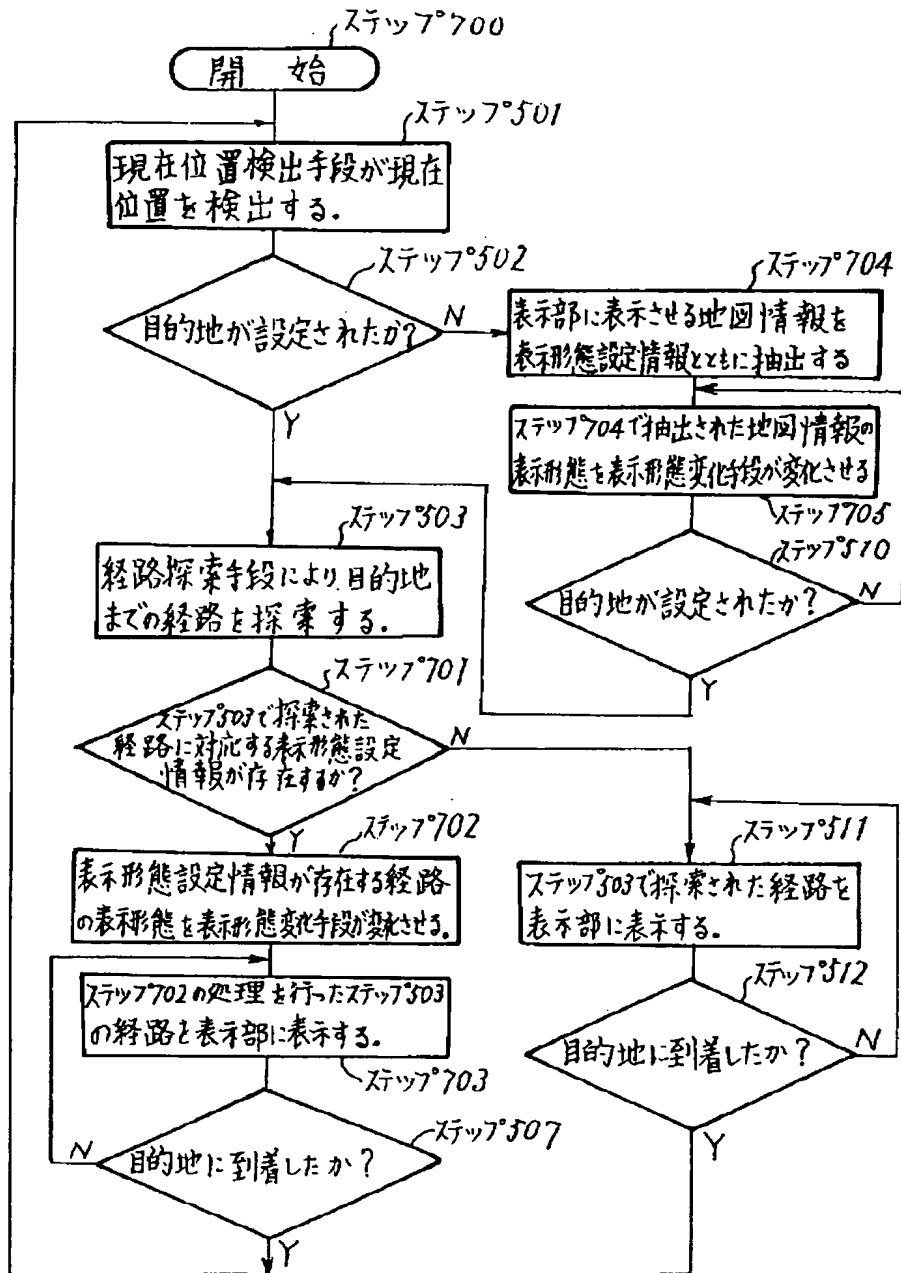 ステップ700
開 始
ステップ501
現在位置検出手段が現在
位置を検出する.
ステップ502
目的地が設定されたか?
N
Y
ステップ704
表示部に表示させる地図情報を
表示形態設定情報とともに抽出する
ステップ704で抽出された地図情報の
表示形態を表示形態変化手段が変化させる
ステップ705
ステップ510
目的地が設定されたか?
N
Y
ステップ503
経路探索手段により目的地
までの経路を探索する.
ステップ701
ステップ503で探索された
経路に対応する表示形態設定
情報が存在するか?
N
Y
ステップ702
表示形態設定情報が存在する経路
の表示形態を表示形態変化手段が変化させる.
ステップ702の処理を行ったステップ503
の経路を表示部に表示する.
ステップ703
ステップ507
目的地に到着したか?
N
Y
ステップ511
ステップ503で探索された経路を
表示部に表示する.
ステップ512
目的地に到着したか?
N
Y